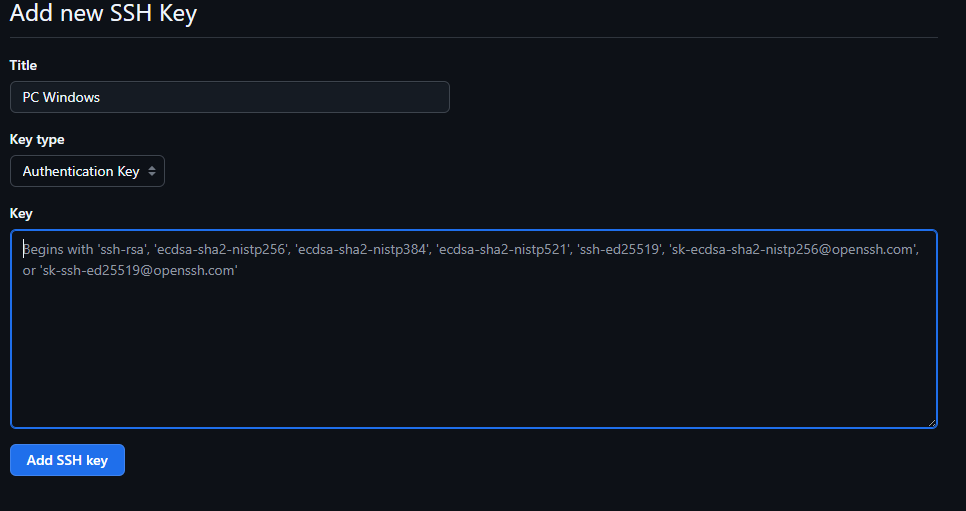 Add new SSH Key
Title
PC Windows
Key type
Authentication Key
Key
Begins with 'ssh-rsa', 'ecdsa-sha2-nistp256', 'ecdsa-sha2-nistp384', 'ecdsa-sha2-nistp521', 'ssh-ed25519', 'sk-ecdsa-sha2-nistp256@openssh.com',
or 'sk-ssh-ed25519@openssh.com'
Add SSH key